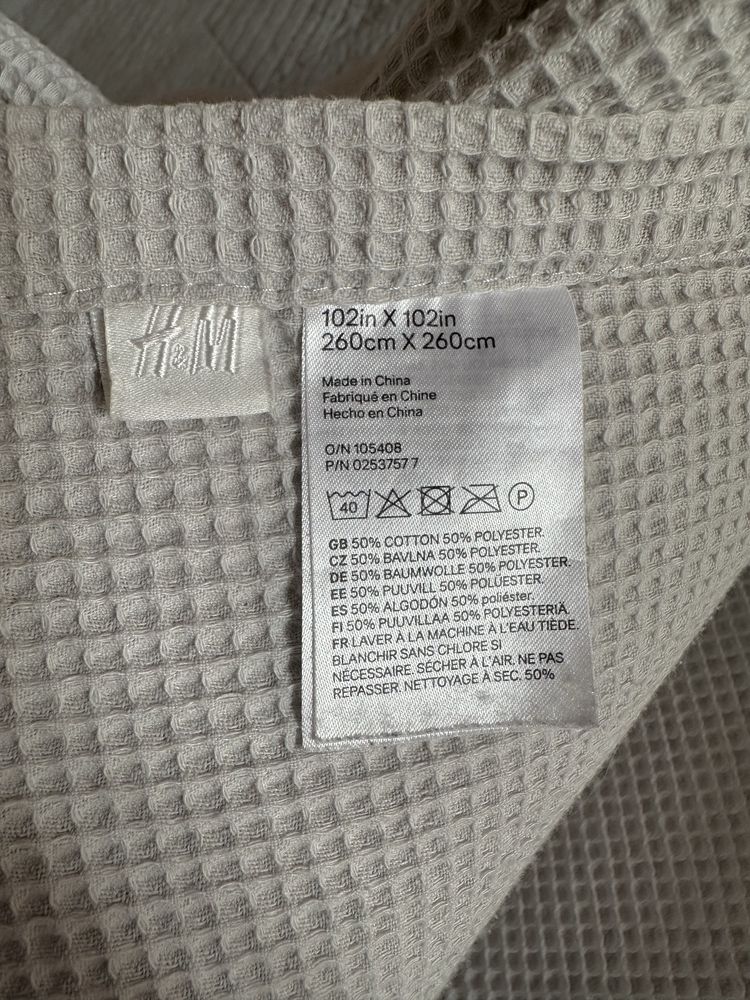 H&M
102in X 102in
260cm X 260cm
Made in China
Fabriqué en Chine
Hecho en China
O/N 105408
P/N 0253757 7
40
P
GB 50% COTTON 50% POLYESTER.
CZ 50% BAVLNA 50% POLYESTER.
DE 50% BAUMWOLLE 50% POLYESTER.
EE 50% PUUVILL 50% POLÜESTER.
ES 50% ALGODÓN 50% poliéster.
FI 50% PUUVILLAA 50% POLYESTERIÄ.
FR LAVER À LA MACHINE À L'EAU TIÈDE.
BLANCHIR SANS CHLORE SI
NÉCESSAIRE. SÉCHER À L'AIR. NE PAS
REPASSER. NETTOYAGE À SEC. 50%